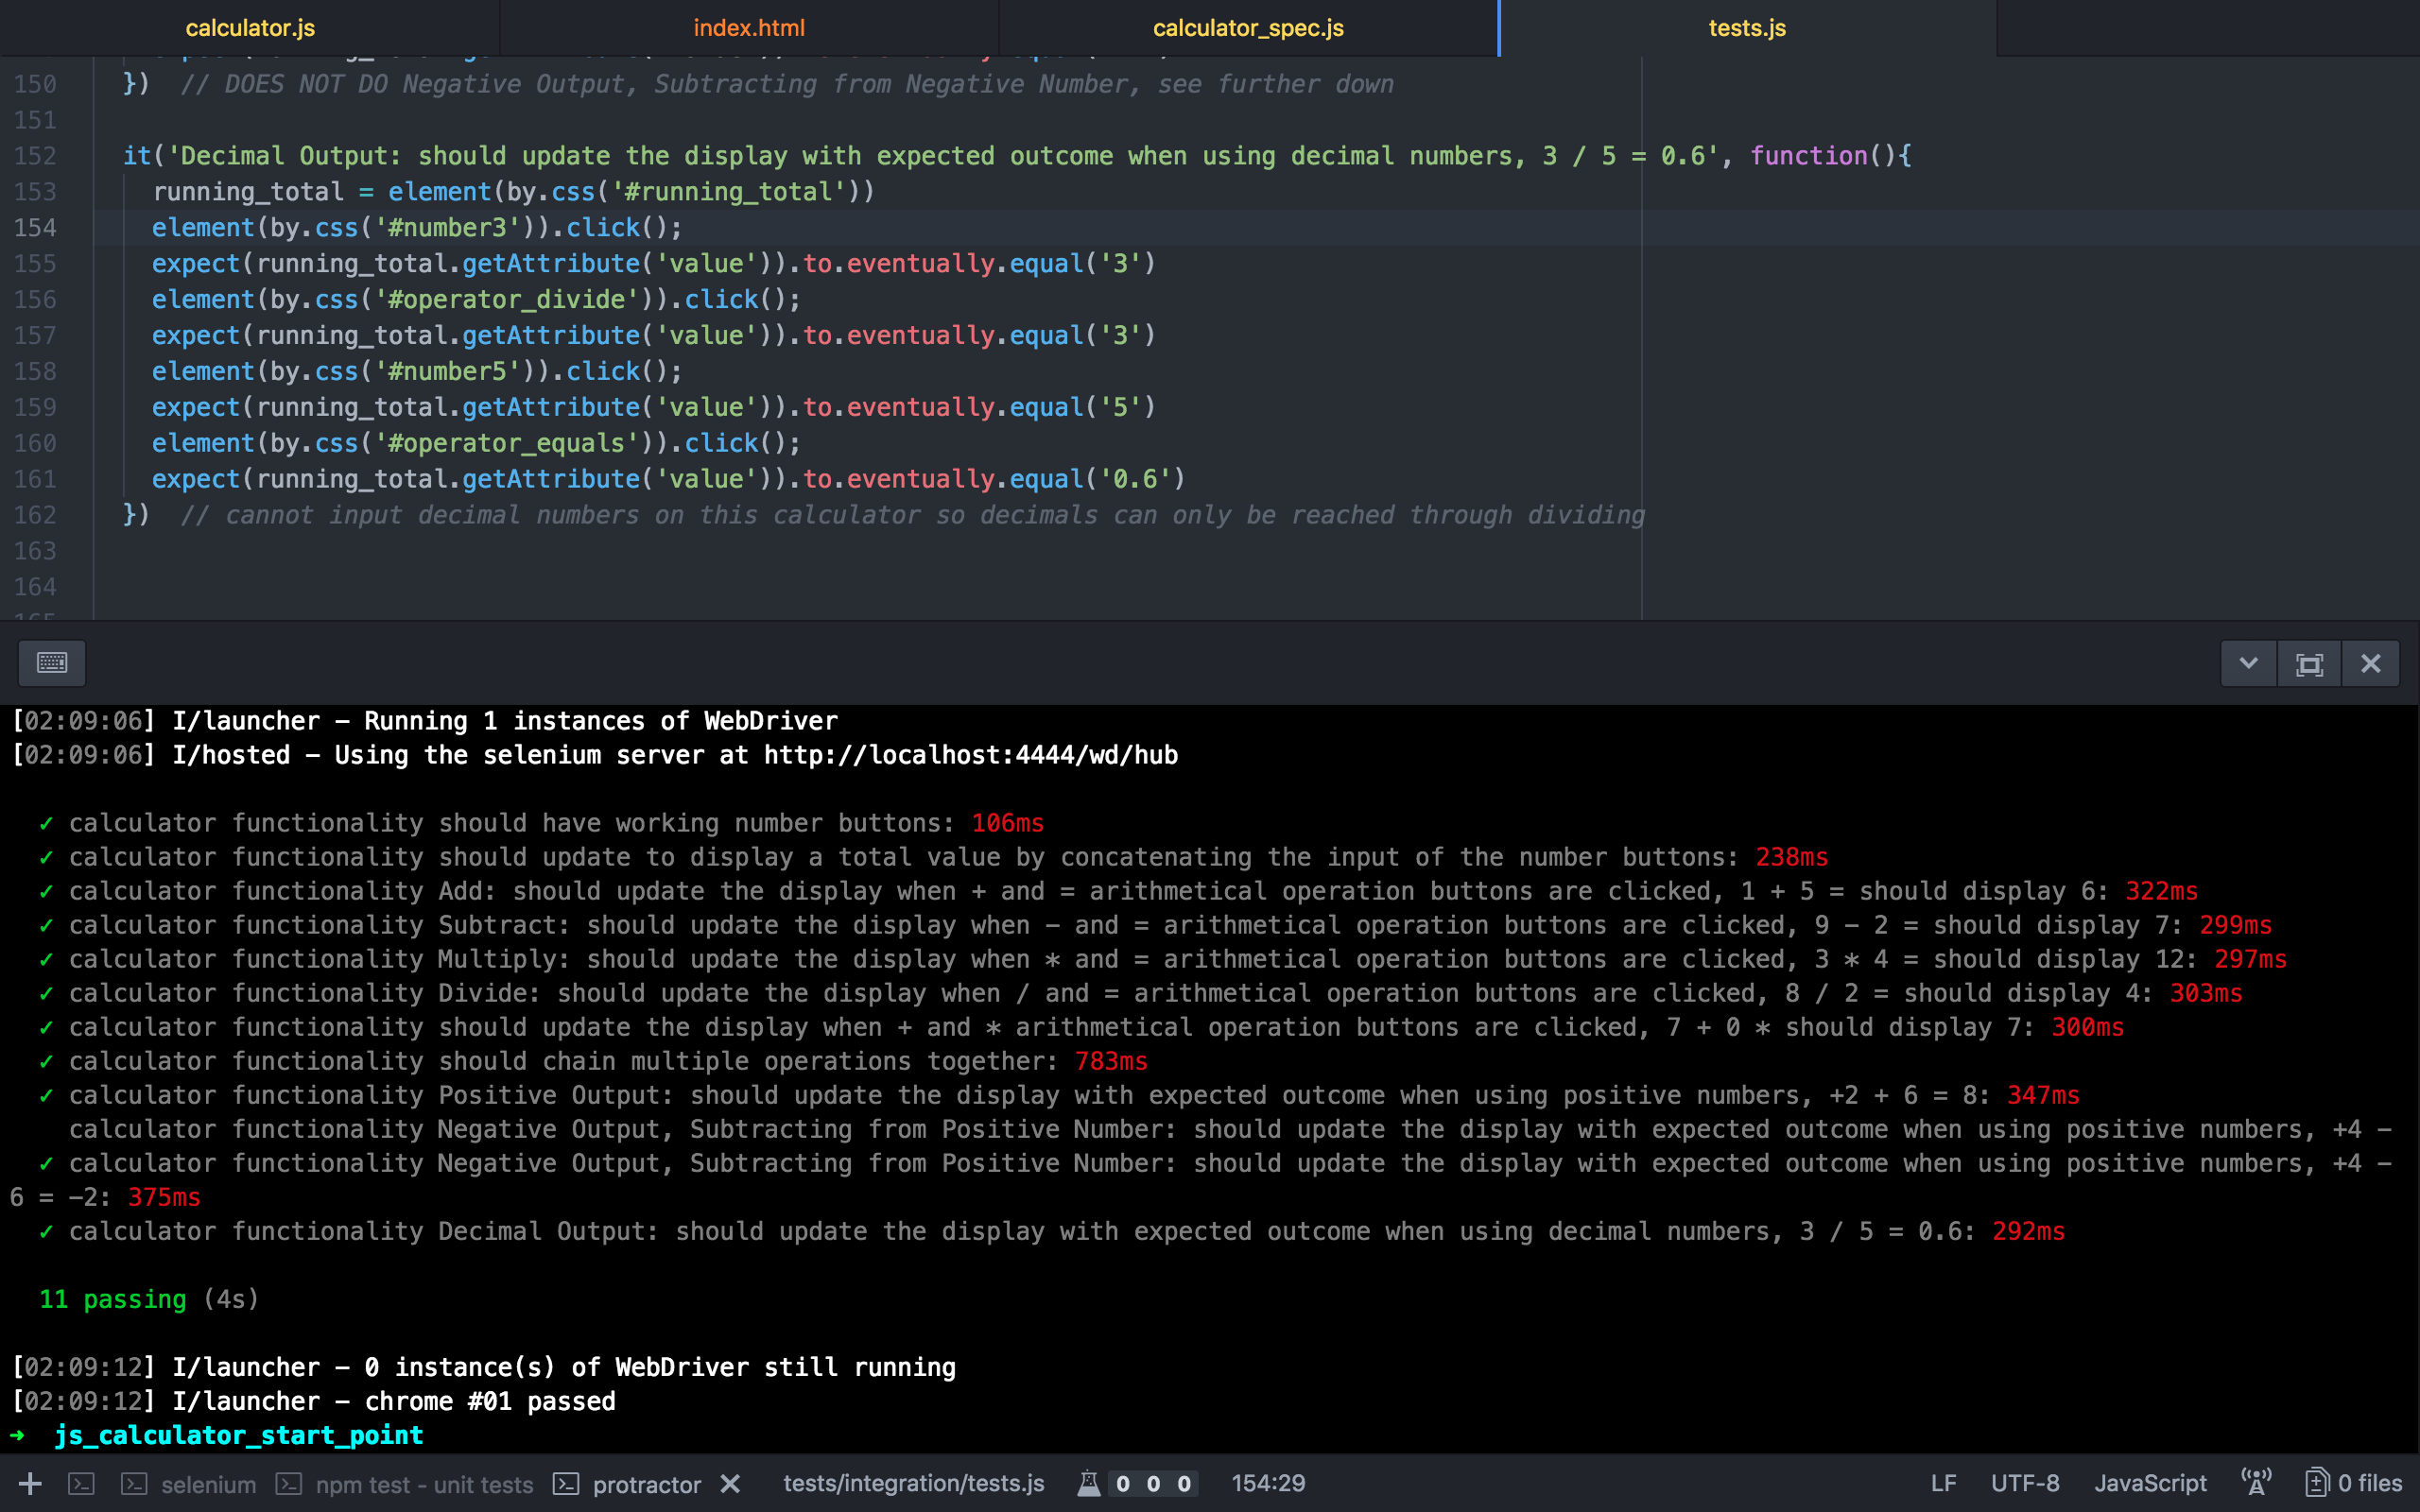 calculator.js
index.html
calculator_spec.js
tests.js
150 })  // DOES NOT DO Negative Output, Subtracting from Negative Number, see further down
151
152 it('Decimal Output: should update the display with expected outcome when using decimal numbers, 3 / 5 = 0.6', function(){
153 running_total = element(by.css('#running_total'))
154 element(by.css('#number3')).click();
155 expect(running_total.getAttribute('value')).to.eventually.equal('3')
156 element(by.css('#operator_divide')).click();
157 expect(running_total.getAttribute('value')).to.eventually.equal('3')
158 element(by.css('#number5')).click();
159 expect(running_total.getAttribute('value')).to.eventually.equal('5')
160 element(by.css('#operator_equals')).click();
161 expect(running_total.getAttribute('value')).to.eventually.equal('0.6')
162 })  // cannot input decimal numbers on this calculator so decimals can only be reached through dividing
163
164
[02:09:06] I/launcher – Running 1 instances of WebDriver
[02:09:06] I/hosted – Using the selenium server at http://localhost:4444/wd/hub
✓ calculator functionality should have working number buttons: 106ms
✓ calculator functionality should update to display a total value by concatenating the input of the number buttons: 238ms
✓ calculator functionality Add: should update the display when + and = arithmetical operation buttons are clicked, 1 + 5 = should display 6: 322ms
✓ calculator functionality Subtract: should update the display when – and = arithmetical operation buttons are clicked, 9 – 2 = should display 7: 299ms
✓ calculator functionality Multiply: should update the display when * and = arithmetical operation buttons are clicked, 3 * 4 = should display 12: 297ms
✓ calculator functionality Divide: should update the display when / and = arithmetical operation buttons are clicked, 8 / 2 = should display 4: 303ms
✓ calculator functionality should update the display when + and * arithmetical operation buttons are clicked, 7 + 0 * should display 7: 300ms
✓ calculator functionality should chain multiple operations together: 783ms
✓ calculator functionality Positive Output: should update the display with expected outcome when using positive numbers, +2 + 6 = 8: 347ms
calculator functionality Negative Output, Subtracting from Positive Number: should update the display with expected outcome when using positive numbers, +4 –
✓ calculator functionality Negative Output, Subtracting from Positive Number: should update the display with expected outcome when using positive numbers, +4 –
6 = –2: 375ms
✓ calculator functionality Decimal Output: should update the display with expected outcome when using decimal numbers, 3 / 5 = 0.6: 292ms
11 passing (4s)
[02:09:12] I/launcher – 0 instance(s) of WebDriver still running
[02:09:12] I/launcher – chrome #01 passed
➜ js_calculator_start_point
selenium npm test - unit tests protractor tests/integration/tests.js 0 0 0 154:29 LF UTF-8 JavaScript 0 files